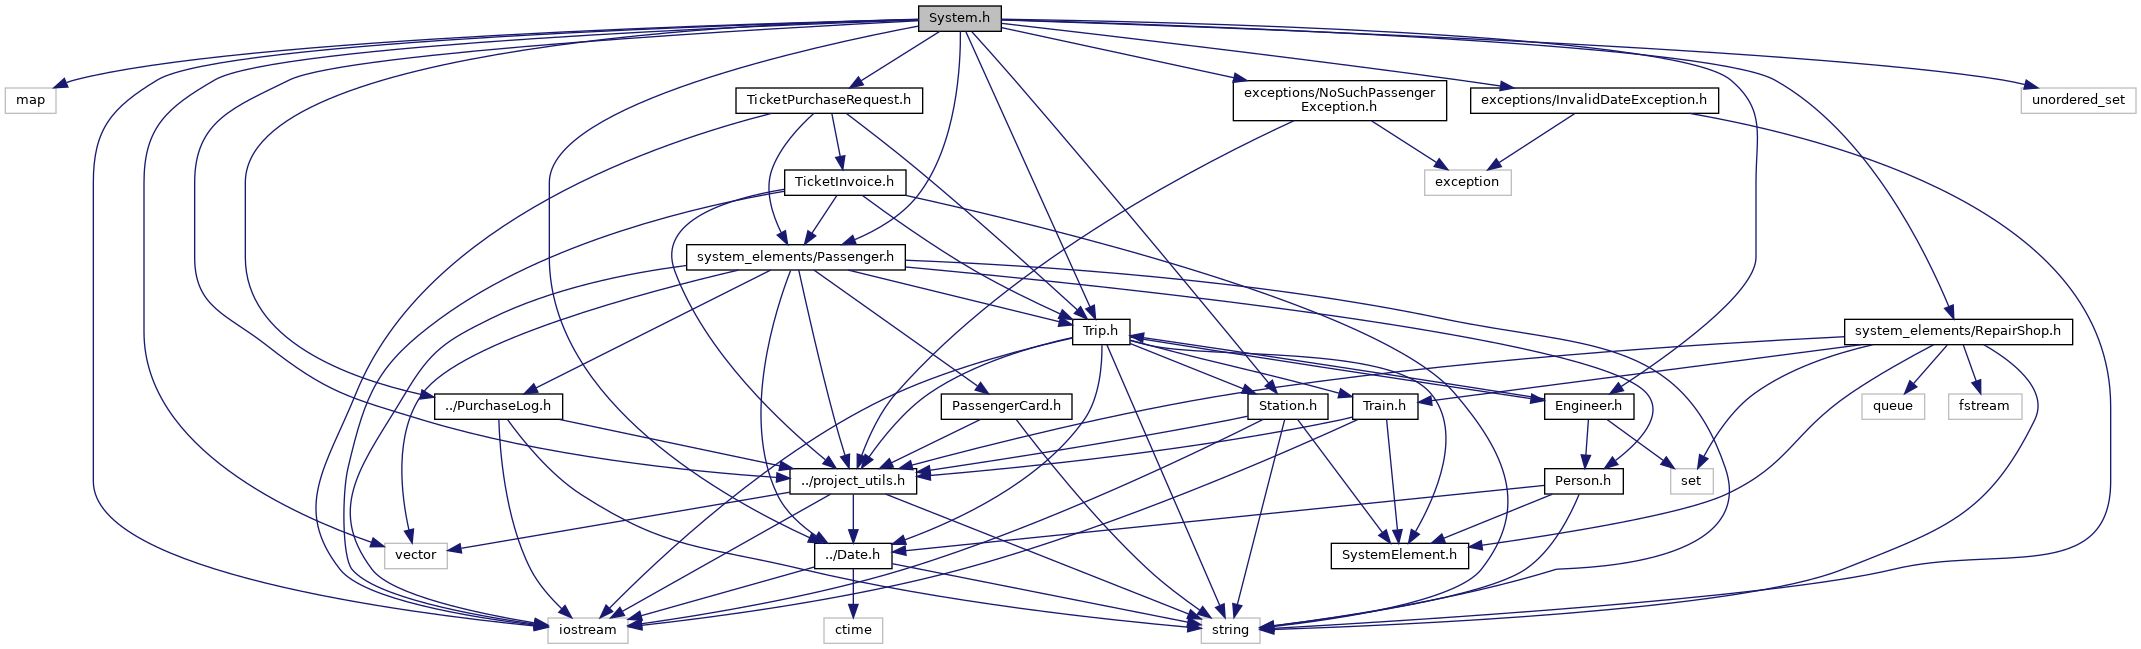 System.h
map
TicketPurchaseRequest.h
exceptions/NoSuchPassenger
Exception.h
exceptions/InvalidDateException.h
unordered_set
TicketInvoice.h
exception
system_elements/Passenger.h
Trip.h
system_elements/RepairShop.h
../PurchaseLog.h
PassengerCard.h
Station.h
Train.h
Engineer.h
queue
fstream
../project_utils.h
Person.h
set
vector
../Date.h
SystemElement.h
iostream
ctime
string